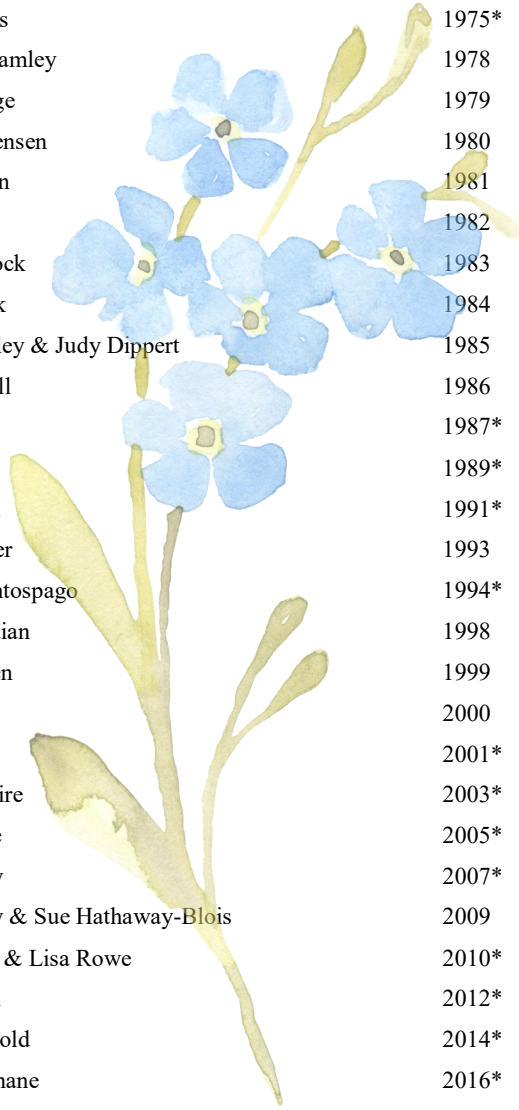 s 1975*
amley 1978
ge 1979
ensen 1980
n 1981
1982
ock 1983
k 1984
ley & Judy Dippert 1985
ll 1986
1987*
1989*
1991*
er 1993
ntospago 1994*
ian 1998
en 1999
2000
2001*
ire 2003*
e 2005*
y 2007*
y & Sue Hathaway-Blois 2009
& Lisa Rowe 2010*
2012*
old 2014*
hane 2016*